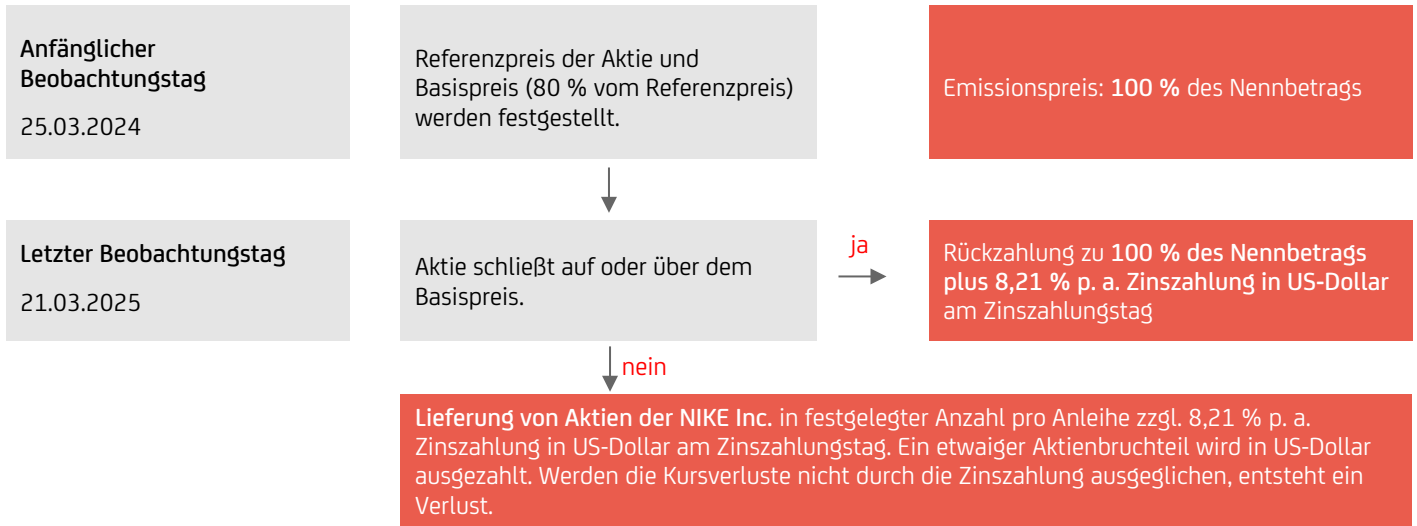 Anfänglicher
Beobachtungstag
25.03.2024
Referenzpreis der Aktie und
Basispreis (80 % vom Referenzpreis)
werden festgestellt.
Emissionspreis: 100 % des Nennbetrags
Letzter Beobachtungstag
21.03.2025
Aktie schließt auf oder über dem
Basispreis.
ja
Rückzahlung zu 100 % des Nennbetrags
plus 8,21 % p. a. Zinszahlung in US-Dollar
am Zinszahlungstag
nein
Lieferung von Aktien der NIKE Inc. in festgelegter Anzahl pro Anleihe zzgl. 8,21 % p. a.
Zinszahlung in US-Dollar am Zinszahlungstag. Ein etwaiger Aktienbruchteil wird in US-Dollar
ausgezahlt. Werden die Kursverluste nicht durch die Zinszahlung ausgeglichen, entsteht ein
Verlust.